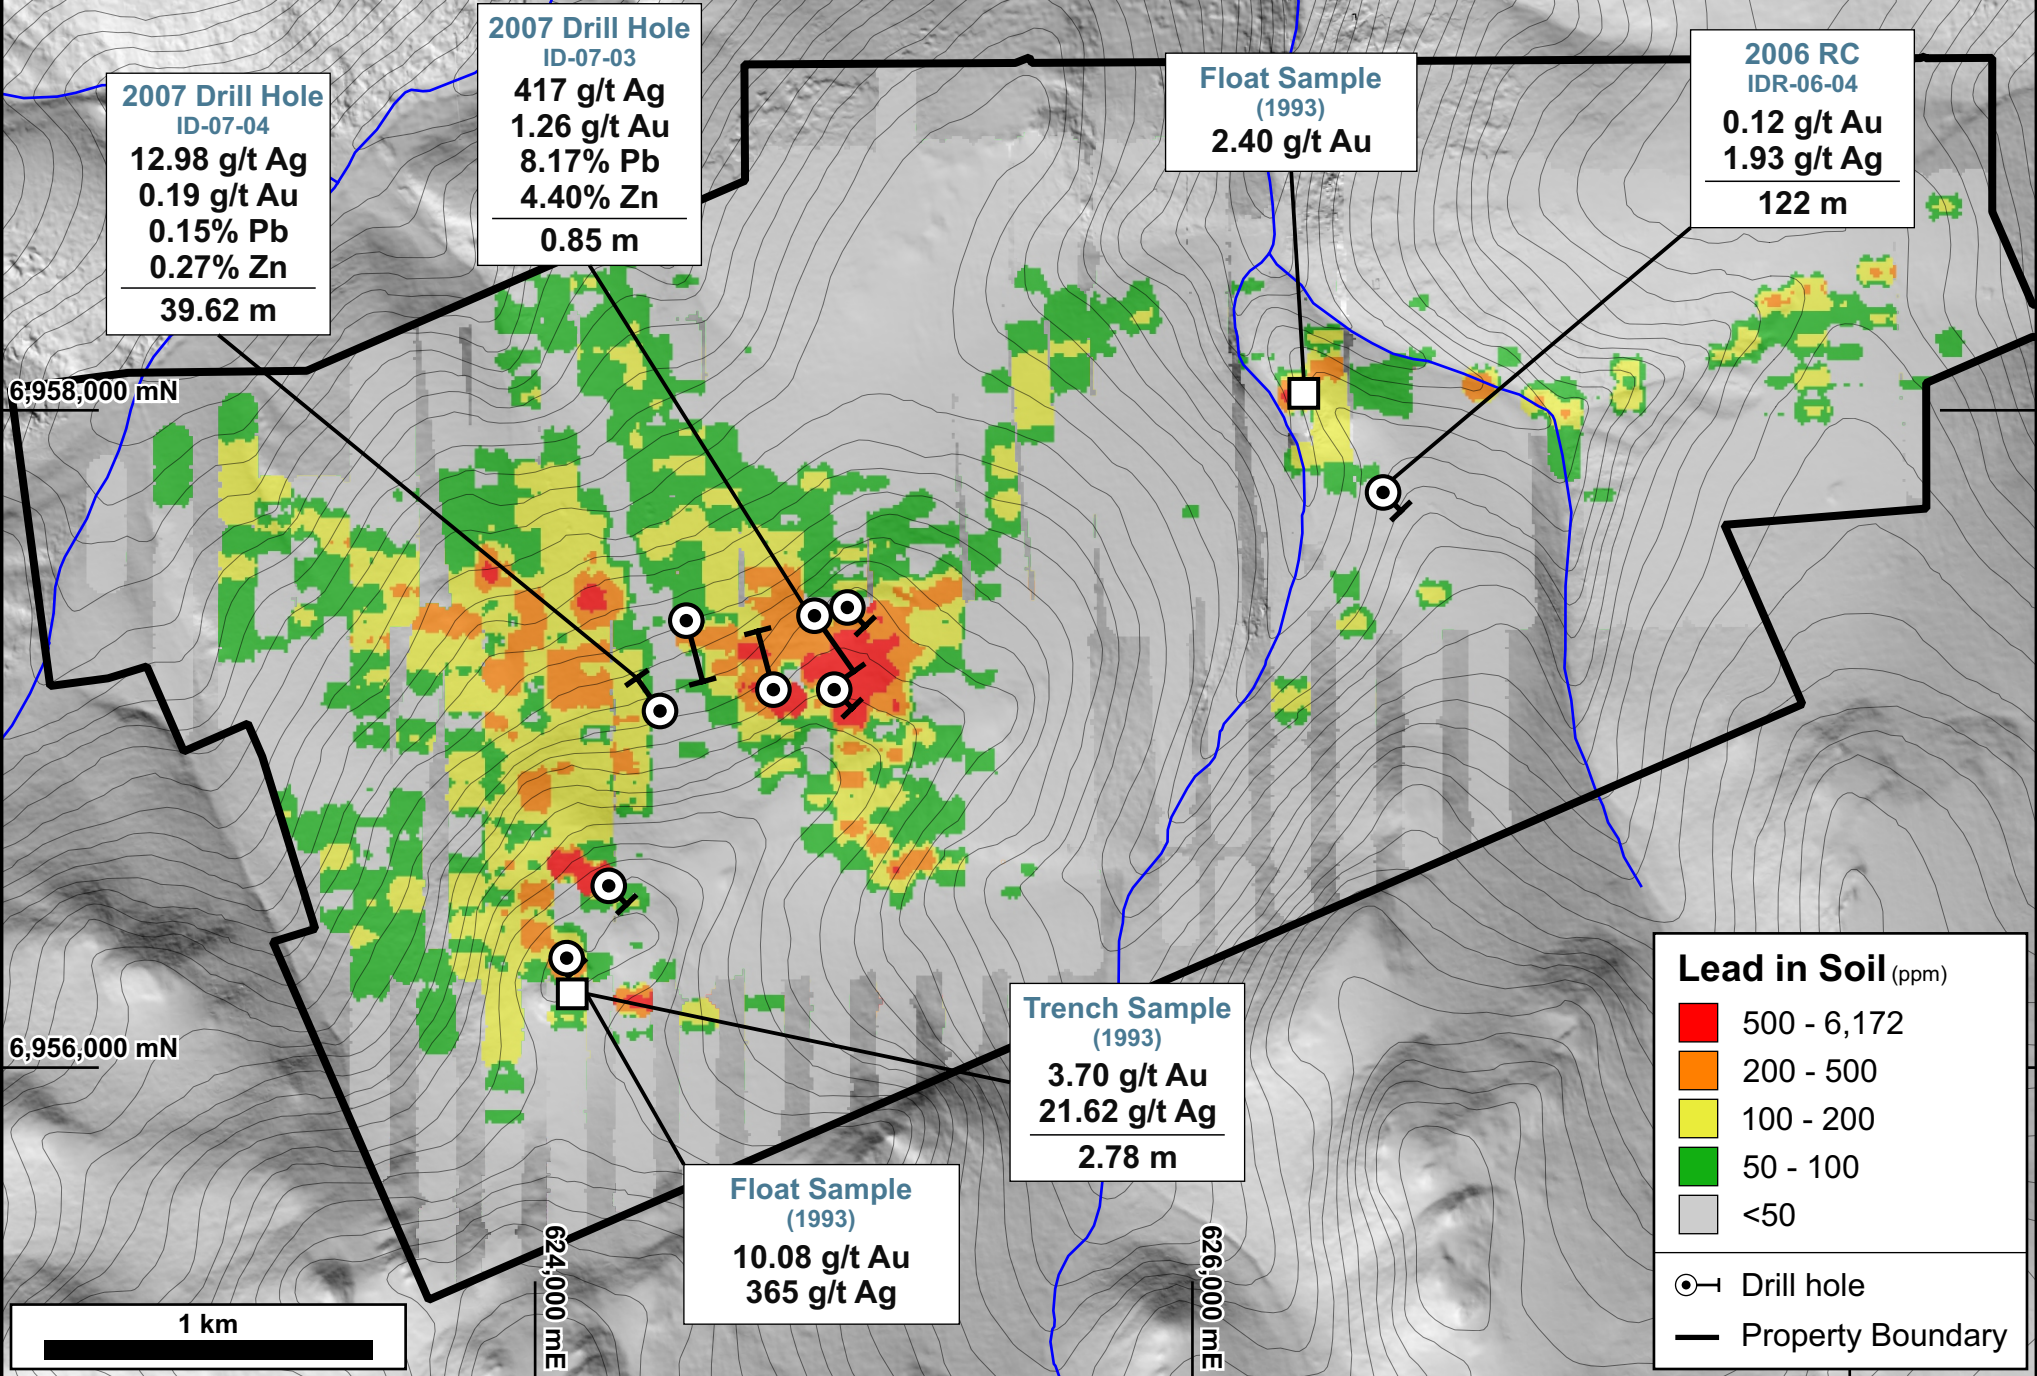 2007 Drill Hole
ID-07-04
12.98 g/t Ag
0.19 g/t Au
0.15% Pb
0.27% Zn
39.62 m
2007 Drill Hole
ID-07-03
417 g/t Ag
1.26 g/t Au
8.17% Pb
4.40% Zn
0.85 m
Float Sample
(1993)
2.40 g/t Au
2006 RC
IDR-06-04
0.12 g/t Au
1.93 g/t Ag
122 m
6,958,000 mN
6,956,000 mN
Trench Sample
(1993)
3.70 g/t Au
21.62 g/t Ag
2.78 m
Float Sample
(1993)
10.08 g/t Au
365 g/t Ag
624,000 mE
626,000 mE
1 km
Lead in Soil (ppm)
500 - 6,172
200 - 500
100 - 200
50 - 100
<50
Drill hole
Property Boundary